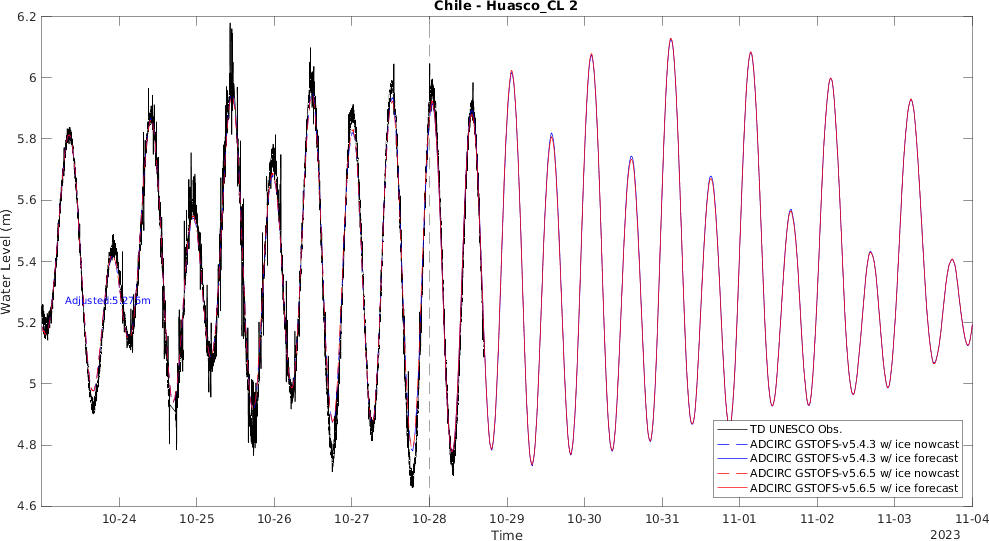 Chile - Huasco_CL 2
6.2
6
5.8
5.6
5.4
5.2
5
4.8
4.6
Water Level (m)
Adjusted:5.276m
TD UNESCO Obs.
ADCIRC GSTOFS-v5.4.3 w/ ice nowcast
ADCIRC GSTOFS-v5.4.3 w/ ice forecast
ADCIRC GSTOFS-v5.6.5 w/ ice nowcast
ADCIRC GSTOFS-v5.6.5 w/ ice forecast
10-24 10-25 10-26 10-27 10-28 10-29 10-30 10-31 11-01 11-02 11-03 11-04
Time
2023